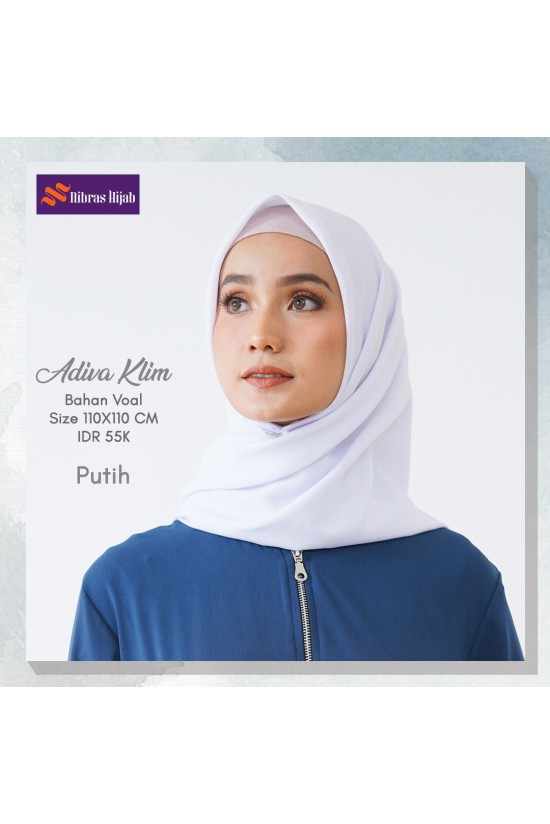 Nibras Hijab
Adiva Klim
Bahan Voal
Size 110X110 CM
IDR 55K
Putih